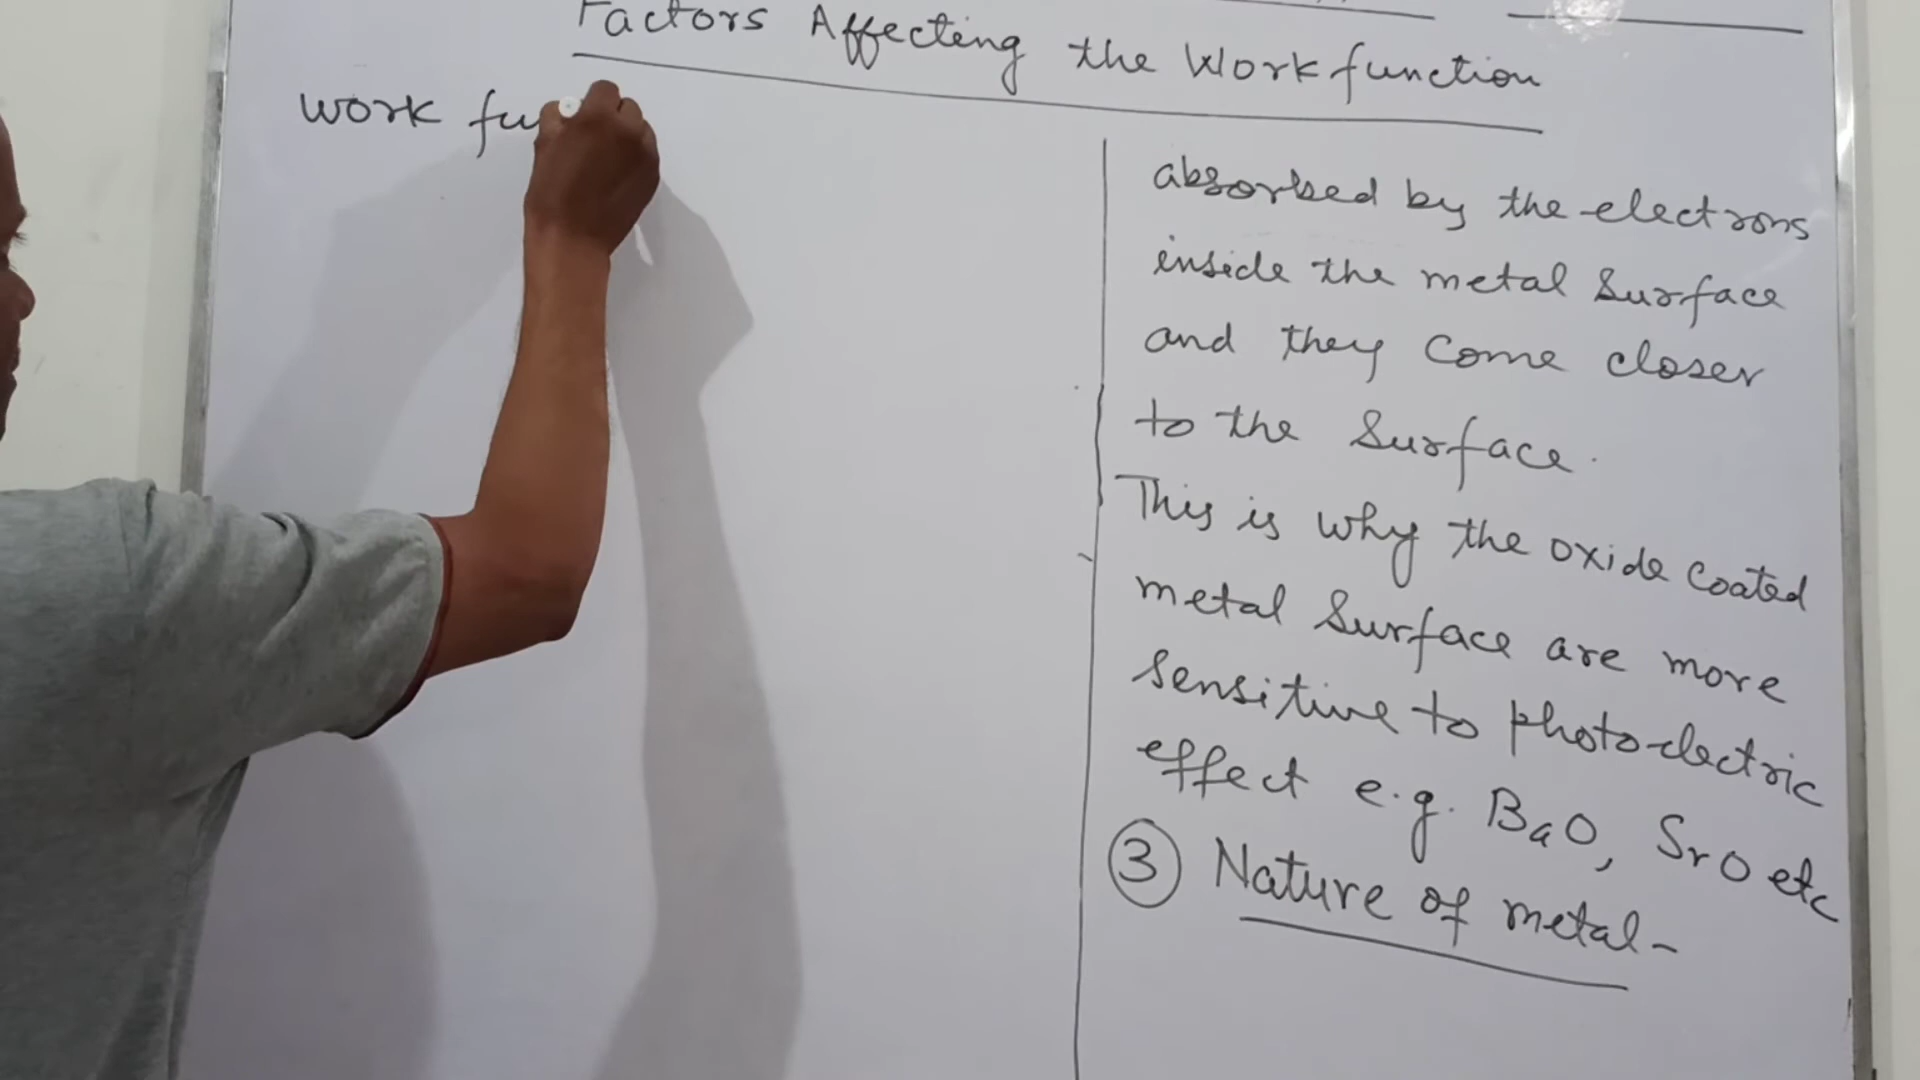 Factors Affecting the Workfunction
work fu
absorbed by the electrons
inside the metal surface
and they come closer
to the surface.
This is why the oxide coated
metal surface are more
sensitive to photo-electric
effect e.g. BaO, SrO etc
3 Nature of metal-